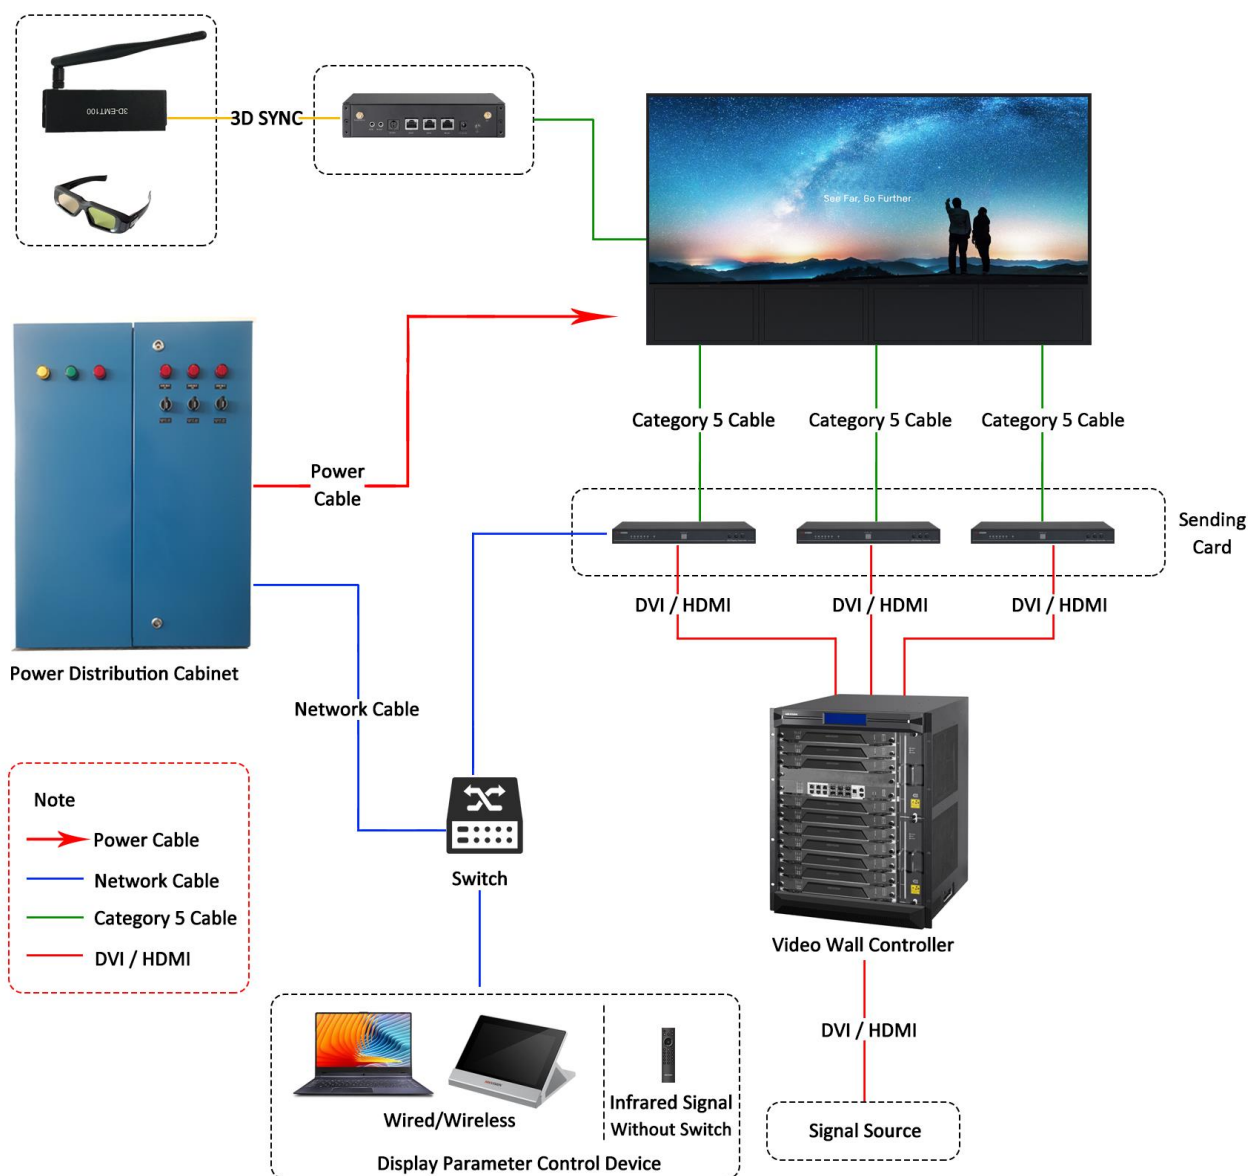 3D-EMT100
3D SYNC
See Far, Go Further
Category 5 Cable
Category 5 Cable
Category 5 Cable
Power
Cable
Sending
Card
DVI / HDMI
DVI / HDMI
DVI / HDMI
Power Distribution Cabinet
Network Cable
Note
Power Cable
Network Cable
Category 5 Cable
DVI / HDMI
Switch
Video Wall Controller
DVI / HDMI
Wired/Wireless
Infrared Signal
Without Switch
Display Parameter Control Device
Signal Source